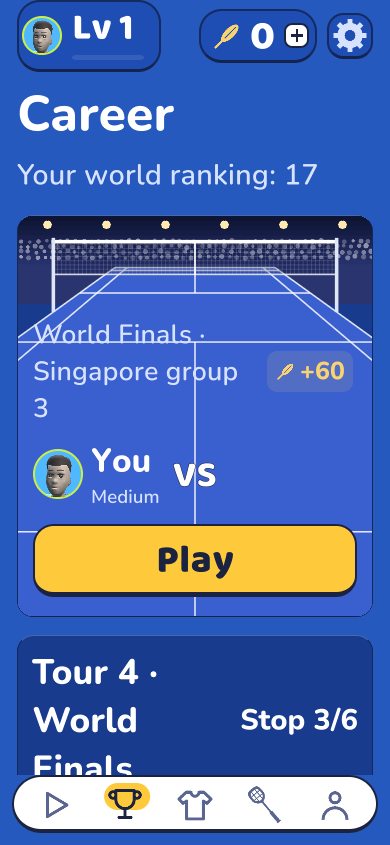 Lv 1
0
Career
Your world ranking: 17
World Finals ·
Singapore group
3
+60
You
Medium
VS
Play
Tour 4 ·
World
Finals
Stop 3/6